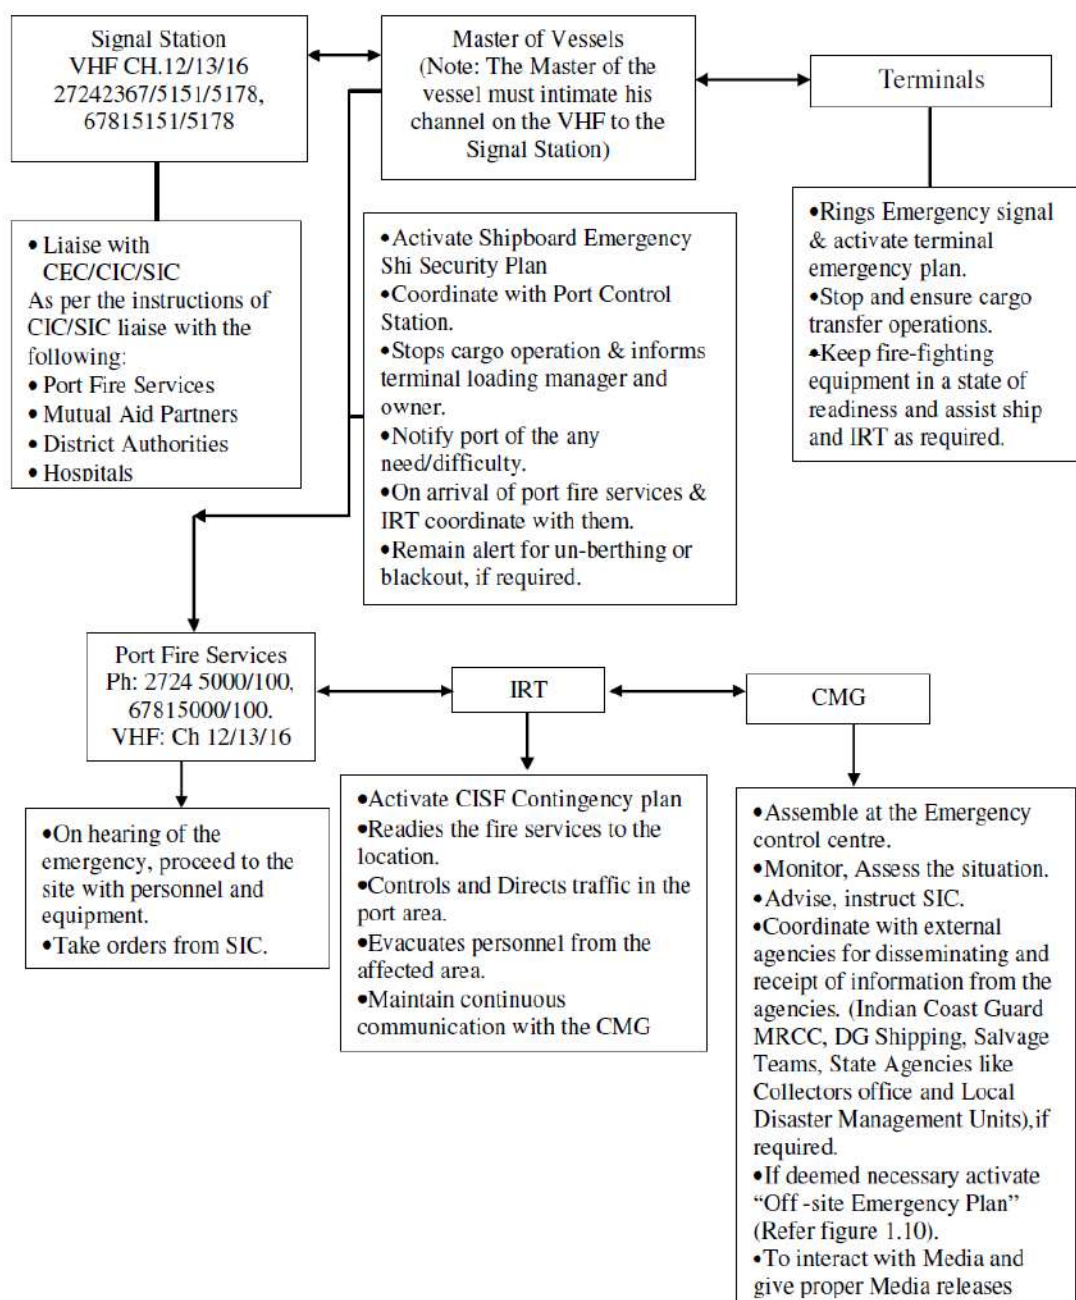 Signal Station
VHF CH.12/13/16
27242367/5151/5178,
67815151/5178
Master of Vessels
(Note: The Master of the
vessel must intimate his
channel on the VHF to the
Signal Station)
Terminals
• Liaise with
CEC/CIC/SIC
As per the instructions of
CIC/SIC liaise with the
following:
• Port Fire Services
• Mutual Aid Partners
• District Authorities
• Hospitals
•Activate Shipboard Emergency
Shi Security Plan
•Coordinate with Port Control
Station.
•Stops cargo operation & informs
terminal loading manager and
owner.
•Notify port of the any
need/difficulty.
•On arrival of port fire services &
IRT coordinate with them.
•Remain alert for un-berthing or
blackout, if required.
•Rings Emergency signal
& activate terminal
emergency plan.
•Stop and ensure cargo
transfer operations.
•Keep fire-fighting
equipment in a state of
readiness and assist ship
and IRT as required.
Port Fire Services
Ph: 2724 5000/100,
67815000/100.
VHF: Ch 12/13/16
IRT
CMG
•On hearing of the
emergency, proceed to the
site with personnel and
equipment.
•Take orders from SIC.
•Activate CISF Contingency plan
•Readies the fire services to the
location.
•Controls and Directs traffic in the
port area.
•Evacuates personnel from the
affected area.
•Maintain continuous
communication with the CMG
•Assemble at the Emergency
control centre.
•Monitor, Assess the situation.
•Advise, instruct SIC.
•Coordinate with external
agencies for disseminating and
receipt of information from the
agencies. (Indian Coast Guard
MRCC, DG Shipping, Salvage
Teams, State Agencies like
Collectors office and Local
Disaster Management Units),if
required.
•If deemed necessary activate
“Off -site Emergency Plan”
(Refer figure 1.10).
•To interact with Media and
give proper Media releases